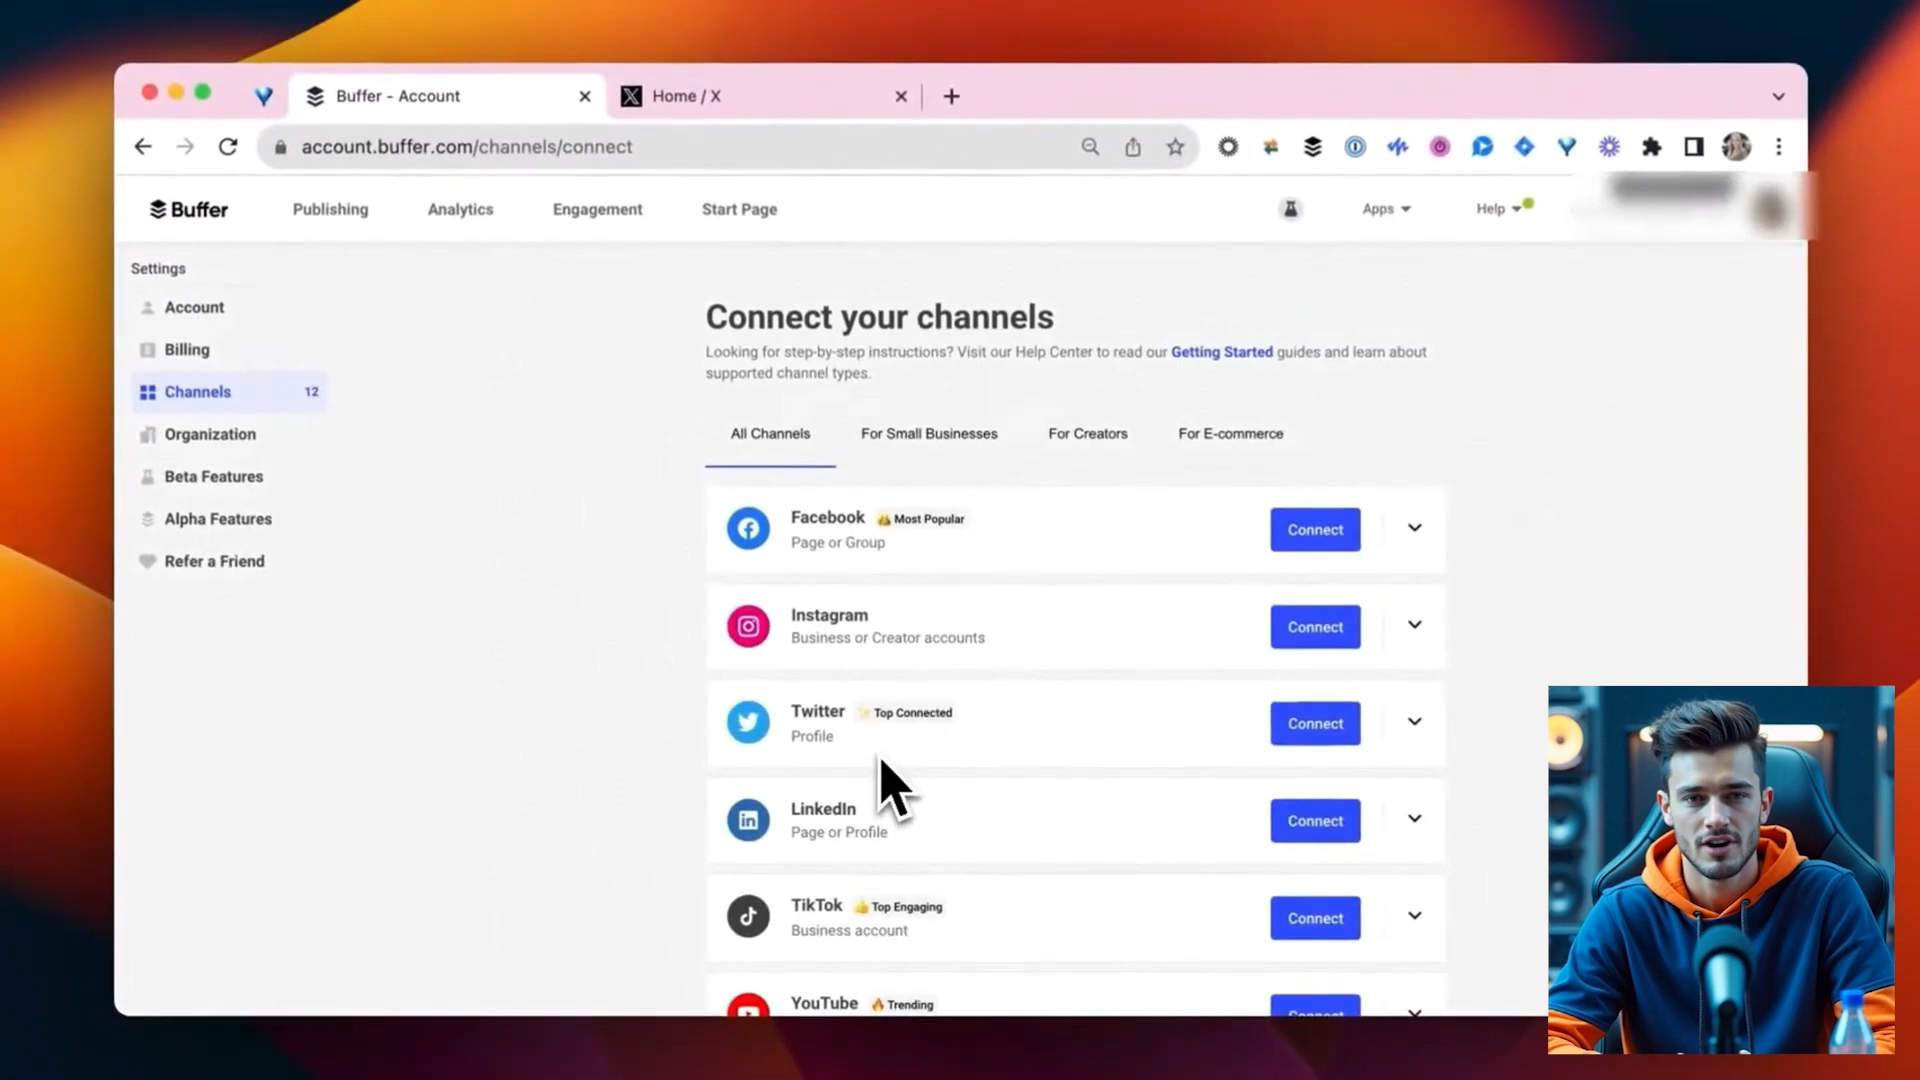 Buffer - Account
Home / X
account.buffer.com/channels/connect
Buffer
Publishing
Analytics
Engagement
Start Page
Apps
Help
Settings
Account
Billing
Channels 12
Organization
Beta Features
Alpha Features
Refer a Friend
Connect your channels
Looking for step-by-step instructions? Visit our Help Center to read our Getting Started guides and learn about
supported channel types.
All Channels
For Small Businesses
For Creators
For E-commerce
Facebook Most Popular
Page or Group
Connect
Instagram
Business or Creator accounts
Connect
Twitter Top Connected
Profile
Connect
LinkedIn
Page or Profile
Connect
TikTok Top Engaging
Business account
Connect
YouTube Trending
Connect